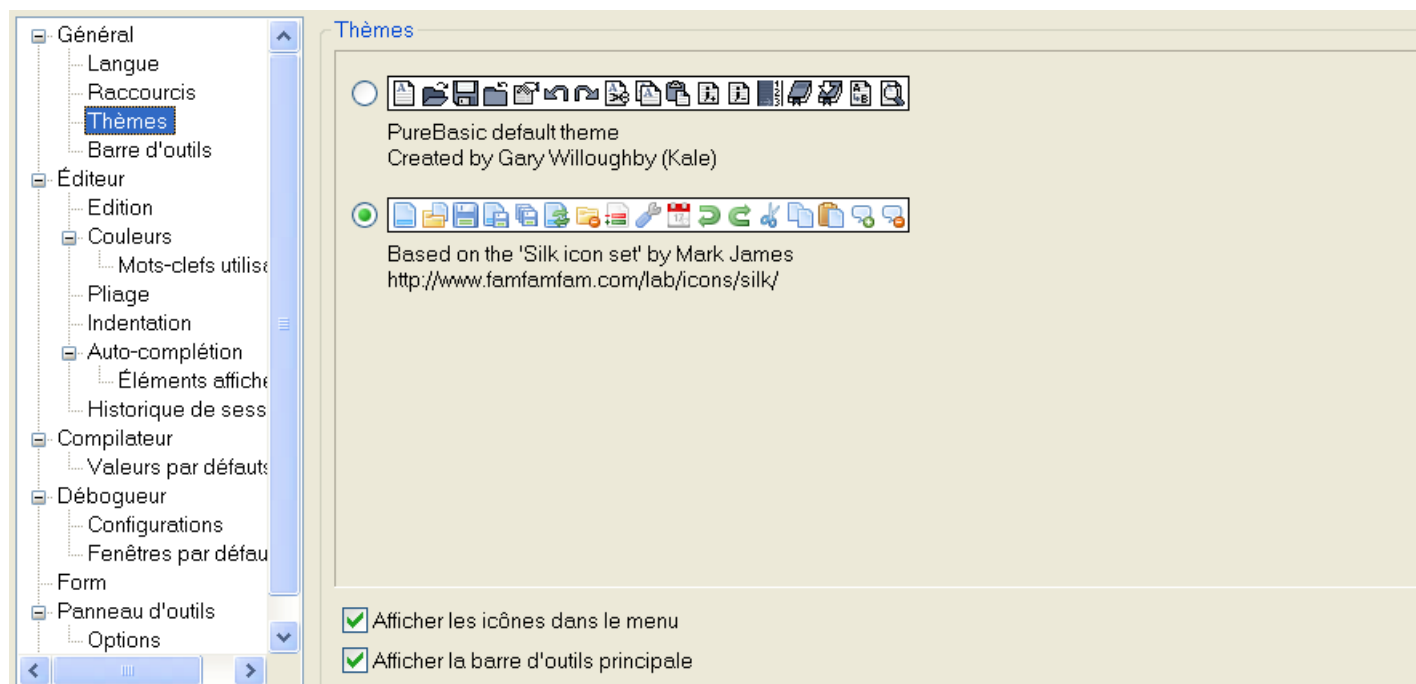 Général
Langue
Raccourcis
Thèmes
Barre d'outils
Éditeur
Edition
Couleurs
Mots-clefs utilisa
Pliage
Indentation
Auto-complétion
Éléments affiche
Historique de sess
Compilateur
Valeurs par défauts
Débogueur
Configurations
Fenêtres par défau
Form
Panneau d'outils
Options
Thèmes
PureBasic default theme
Created by Gary Willoughby (Kale)
Based on the 'Silk icon set' by Mark James
http://www.famfamfam.com/lab/icons/silk/
Afficher les icônes dans le menu
Afficher la barre d'outils principale